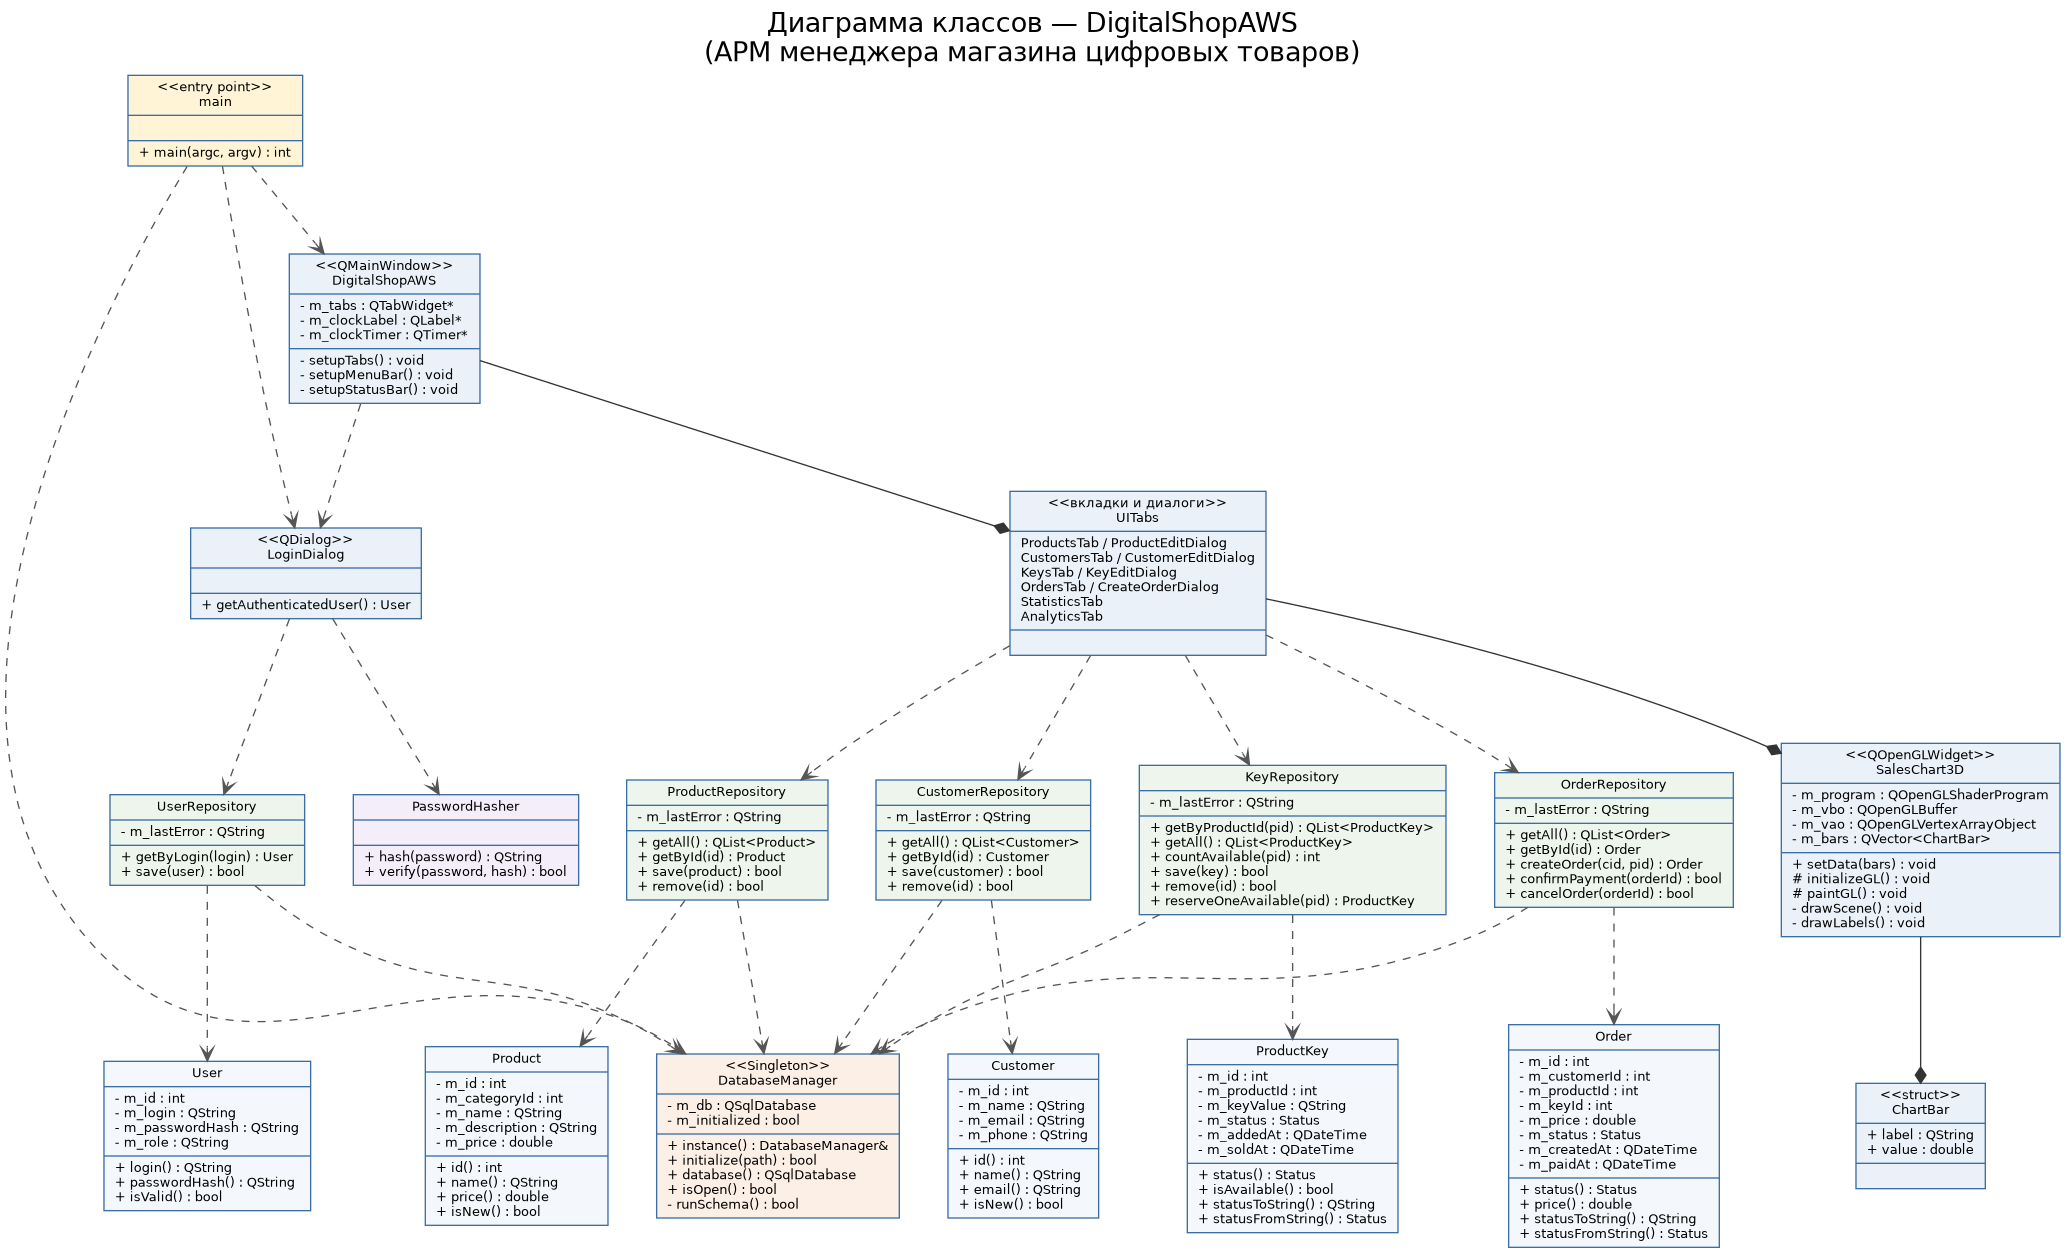 Диаграмма классов — DigitalShopAWS
(АРМ менеджера магазина цифровых товаров)
<<entry point>>
main
+ main(argc, argv) : int
<<QMainWindow>>
DigitalShopAWS
- m_tabs : QTabWidget*
- m_clockLabel : QLabel*
- m_clockTimer : QTimer*
- setupTabs() : void
- setupMenuBar() : void
- setupStatusBar() : void
<<вкладки и диалоги>>
UITabs
ProductsTab / ProductEditDialog
CustomersTab / CustomerEditDialog
KeysTab / KeyEditDialog
OrdersTab / CreateOrderDialog
StatisticsTab
AnalyticsTab
<<QDialog>>
LoginDialog
+ getAuthenticatedUser() : User
UserRepository
- m_lastError : QString
+ getByLogin(login) : User
+ save(user) : bool
PasswordHasher
+ hash(password) : QString
+ verify(password, hash) : bool
ProductRepository
- m_lastError : QString
+ getAll() : QList<Product>
+ getById(id) : Product
+ save(product) : bool
+ remove(id) : bool
CustomerRepository
- m_lastError : QString
+ getAll() : QList<Customer>
+ getById(id) : Customer
+ save(customer) : bool
+ remove(id) : bool
KeyRepository
- m_lastError : QString
+ getByProductId(pid) : QList<ProductKey>
+ getAll() : QList<ProductKey>
+ countAvailable(pid) : int
+ save(key) : bool
+ remove(id) : bool
+ reserveOneAvailable(pid) : ProductKey
OrderRepository
- m_lastError : QString
+ getAll() : QList<Order>
+ getById(id) : Order
+ createOrder(cid, pid) : Order
+ confirmPayment(orderId) : bool
+ cancelOrder(orderId) : bool
<<QOpenGLWidget>>
SalesChart3D
- m_program : QOpenGLShaderProgram
- m_vbo : QOpenGLBuffer
- m_vao : QOpenGLVertexArrayObject
- m_bars : QVector<ChartBar>
+ setData(bars) : void
# initializeGL() : void
# paintGL() : void
- drawScene() : void
- drawLabels() : void
User
- m_id : int
- m_login : QString
- m_passwordHash : QString
- m_role : QString
+ login() : QString
+ passwordHash() : QString
+ isValid() : bool
Product
- m_id : int
- m_categoryId : int
- m_name : QString
- m_description : QString
- m_price : double
+ id() : int
+ name() : QString
+ price() : double
+ isNew() : bool
<<Singleton>>
DatabaseManager
- m_db : QSqlDatabase
- m_initialized : bool
+ instance() : DatabaseManager&
+ initialize(path) : bool
+ database() : QSqlDatabase
+ isOpen() : bool
- runSchema() : bool
Customer
- m_id : int
- m_name : QString
- m_email : QString
- m_phone : QString
+ id() : int
+ name() : QString
+ email() : QString
+ isNew() : bool
ProductKey
- m_id : int
- m_productId : int
- m_keyValue : QString
- m_status : Status
- m_addedAt : QDateTime
- m_soldAt : QDateTime
+ status() : Status
+ isAvailable() : bool
+ statusToString() : QString
+ statusFromString() : Status
Order
- m_id : int
- m_customerId : int
- m_productId : int
- m_keyId : int
- m_price : double
- m_status : Status
- m_createdAt : QDateTime
- m_paidAt : QDateTime
+ status() : Status
+ price() : double
+ statusToString() : QString
+ statusFromString() : Status
<<struct>>
ChartBar
+ label : QString
+ value : double